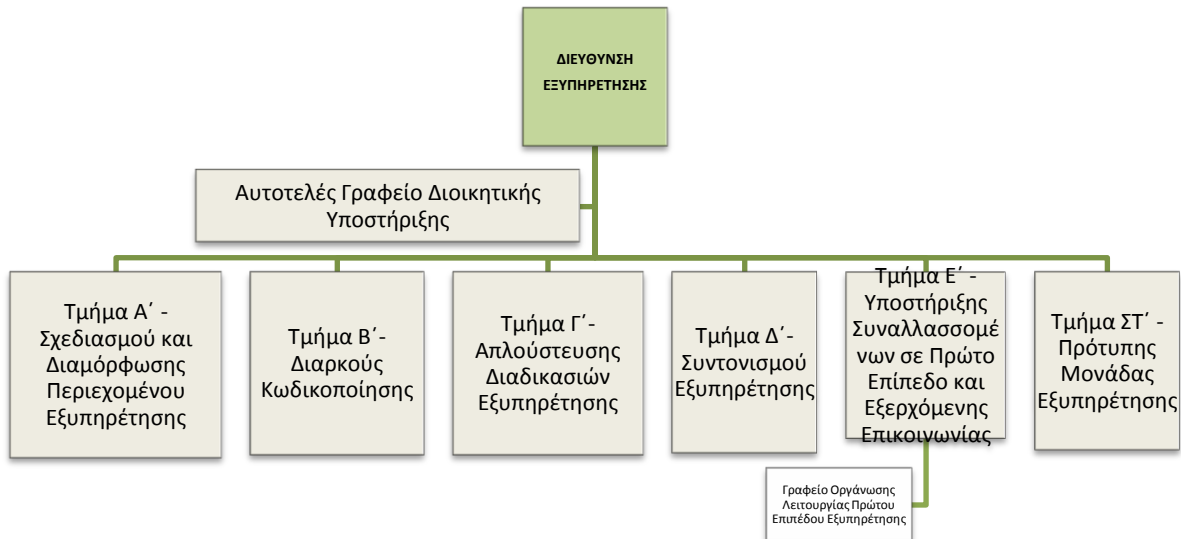 ΔΙΕΥΘΥΝΣΗ
ΕΞΥΠΗΡΕΤΗΣΗΣ
Αυτοτελές Γραφείο Διοικητικής
Υποστήριξης
Τμήμα Α΄ -
Σχεδιασμού και
Διαμόρφωσης
Περιεχομένου
Εξυπηρέτησης
Τμήμα Β΄-
Διαρκούς
Κωδικοποίησης
Τμήμα Γ΄-
Απλούστευσης
Διαδικασιών
Εξυπηρέτησης
Τμήμα Δ΄-
Συντονισμού
Εξυπηρέτησης
Τμήμα Ε΄ -
Υποστήριξης
Συναλλασσομέ
νων σε Πρώτο
Επίπεδο και
Εξερχόμενης
Επικοινωνίας
Τμήμα ΣΤ΄ -
Πρότυπης
Μονάδας
Εξυπηρέτησης
Γραφείο Οργάνωσης
Λειτουργίας Πρώτου
Επιπέδου Εξυπηρέτησης